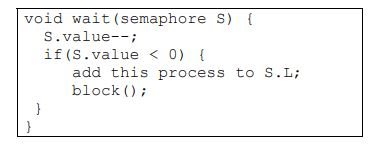 void wait(semaphore S) {
S.value--;
if(S.value < 0) {
add this process to S.L;
block();
}
}